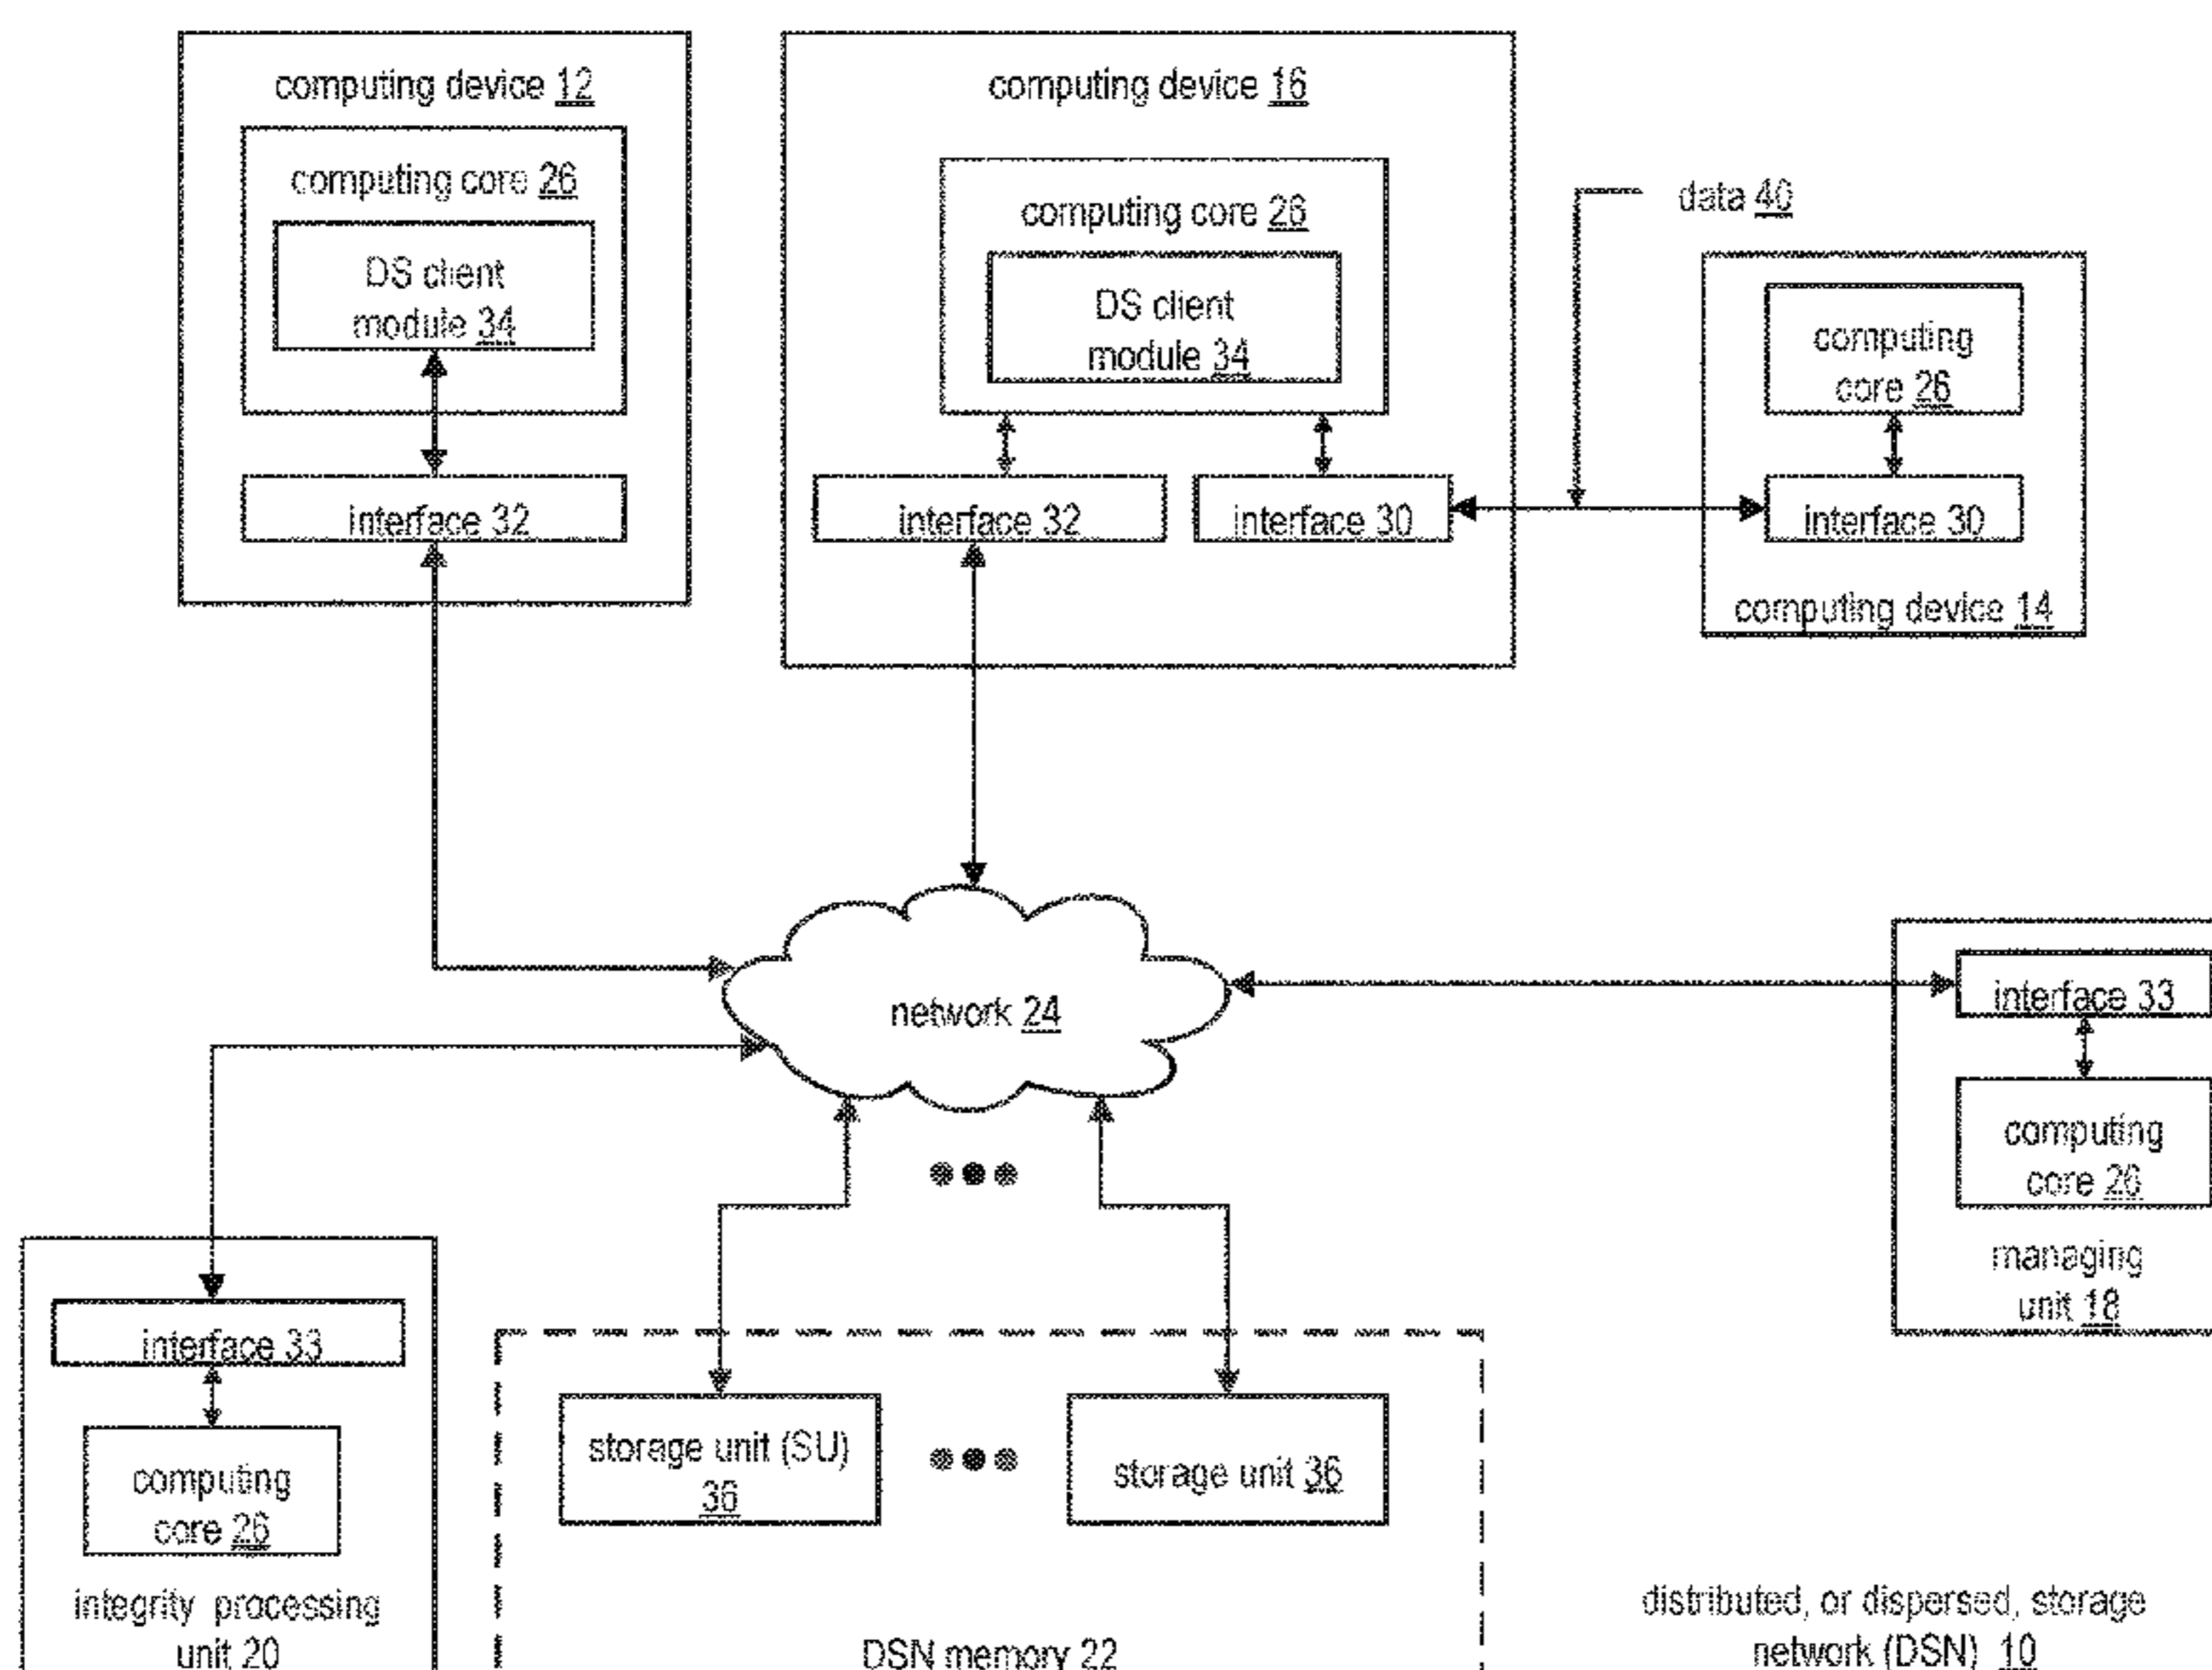 computing device 12
computing core 26
DS client
module 34
interface 32
computing device 16
computing core 26
DS client
module 34
interface 32
interface 30
data 40
computing
core 26
interface 30
computing device 14
network 24
interface 33
computing
core 26
managing
unit 18
interface 33
computing
core 26
integrity processing
unit 20
storage unit (SU)
36
storage unit 36
DSN memory 22
distributed, or dispersed, storage
network (DSN) 10